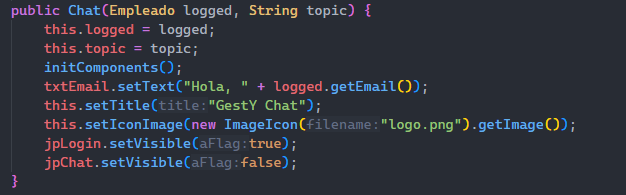 public Chat(Empleado logged, String topic) {
this.logged = logged;
this.topic = topic;
initComponents();
txtEmail.setText("Hola, " + logged.getEmail());
this.setTitle(title:"GestY Chat");
this.setIconImage(new ImageIcon(filename:"logo.png").getImage());
jpLogin.setVisible(aFlag:true);
jpChat.setVisible(aFlag:false);
}